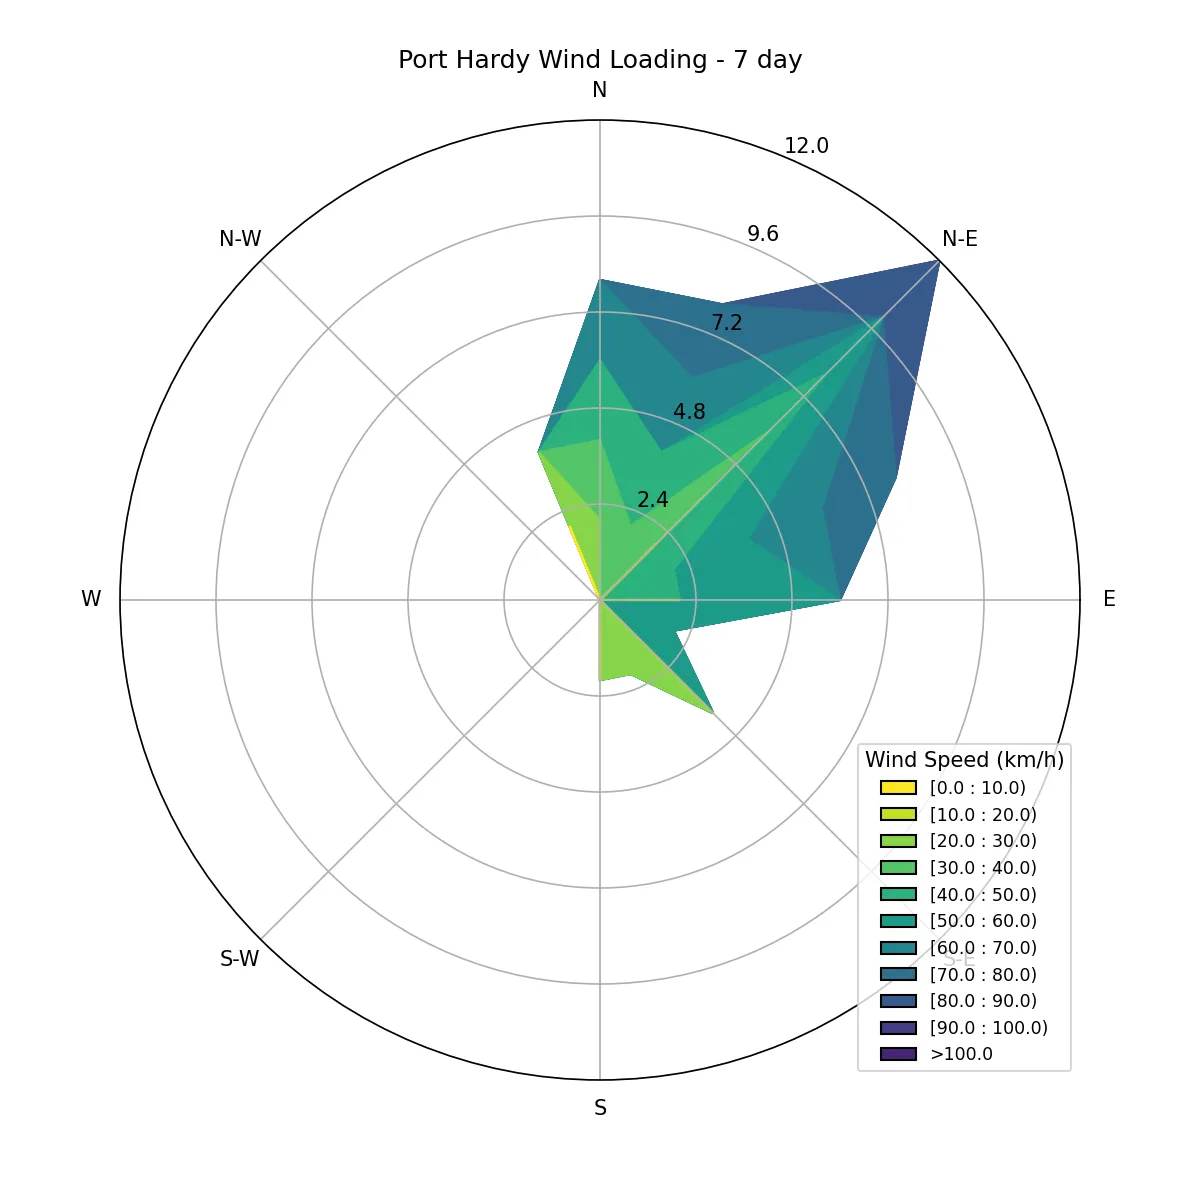 Port Hardy Wind Loading - 7 day
N
12.0
9.6
N-W
N-E
7.2
4.8
2.4
W
E
Wind Speed (km/h)
[0.0 : 10.0)
[10.0 : 20.0)
[20.0 : 30.0)
[30.0 : 40.0)
[40.0 : 50.0)
[50.0 : 60.0)
[60.0 : 70.0)
[70.0 : 80.0)
[80.0 : 90.0)
[90.0 : 100.0)
>100.0
S-W
S-E
S